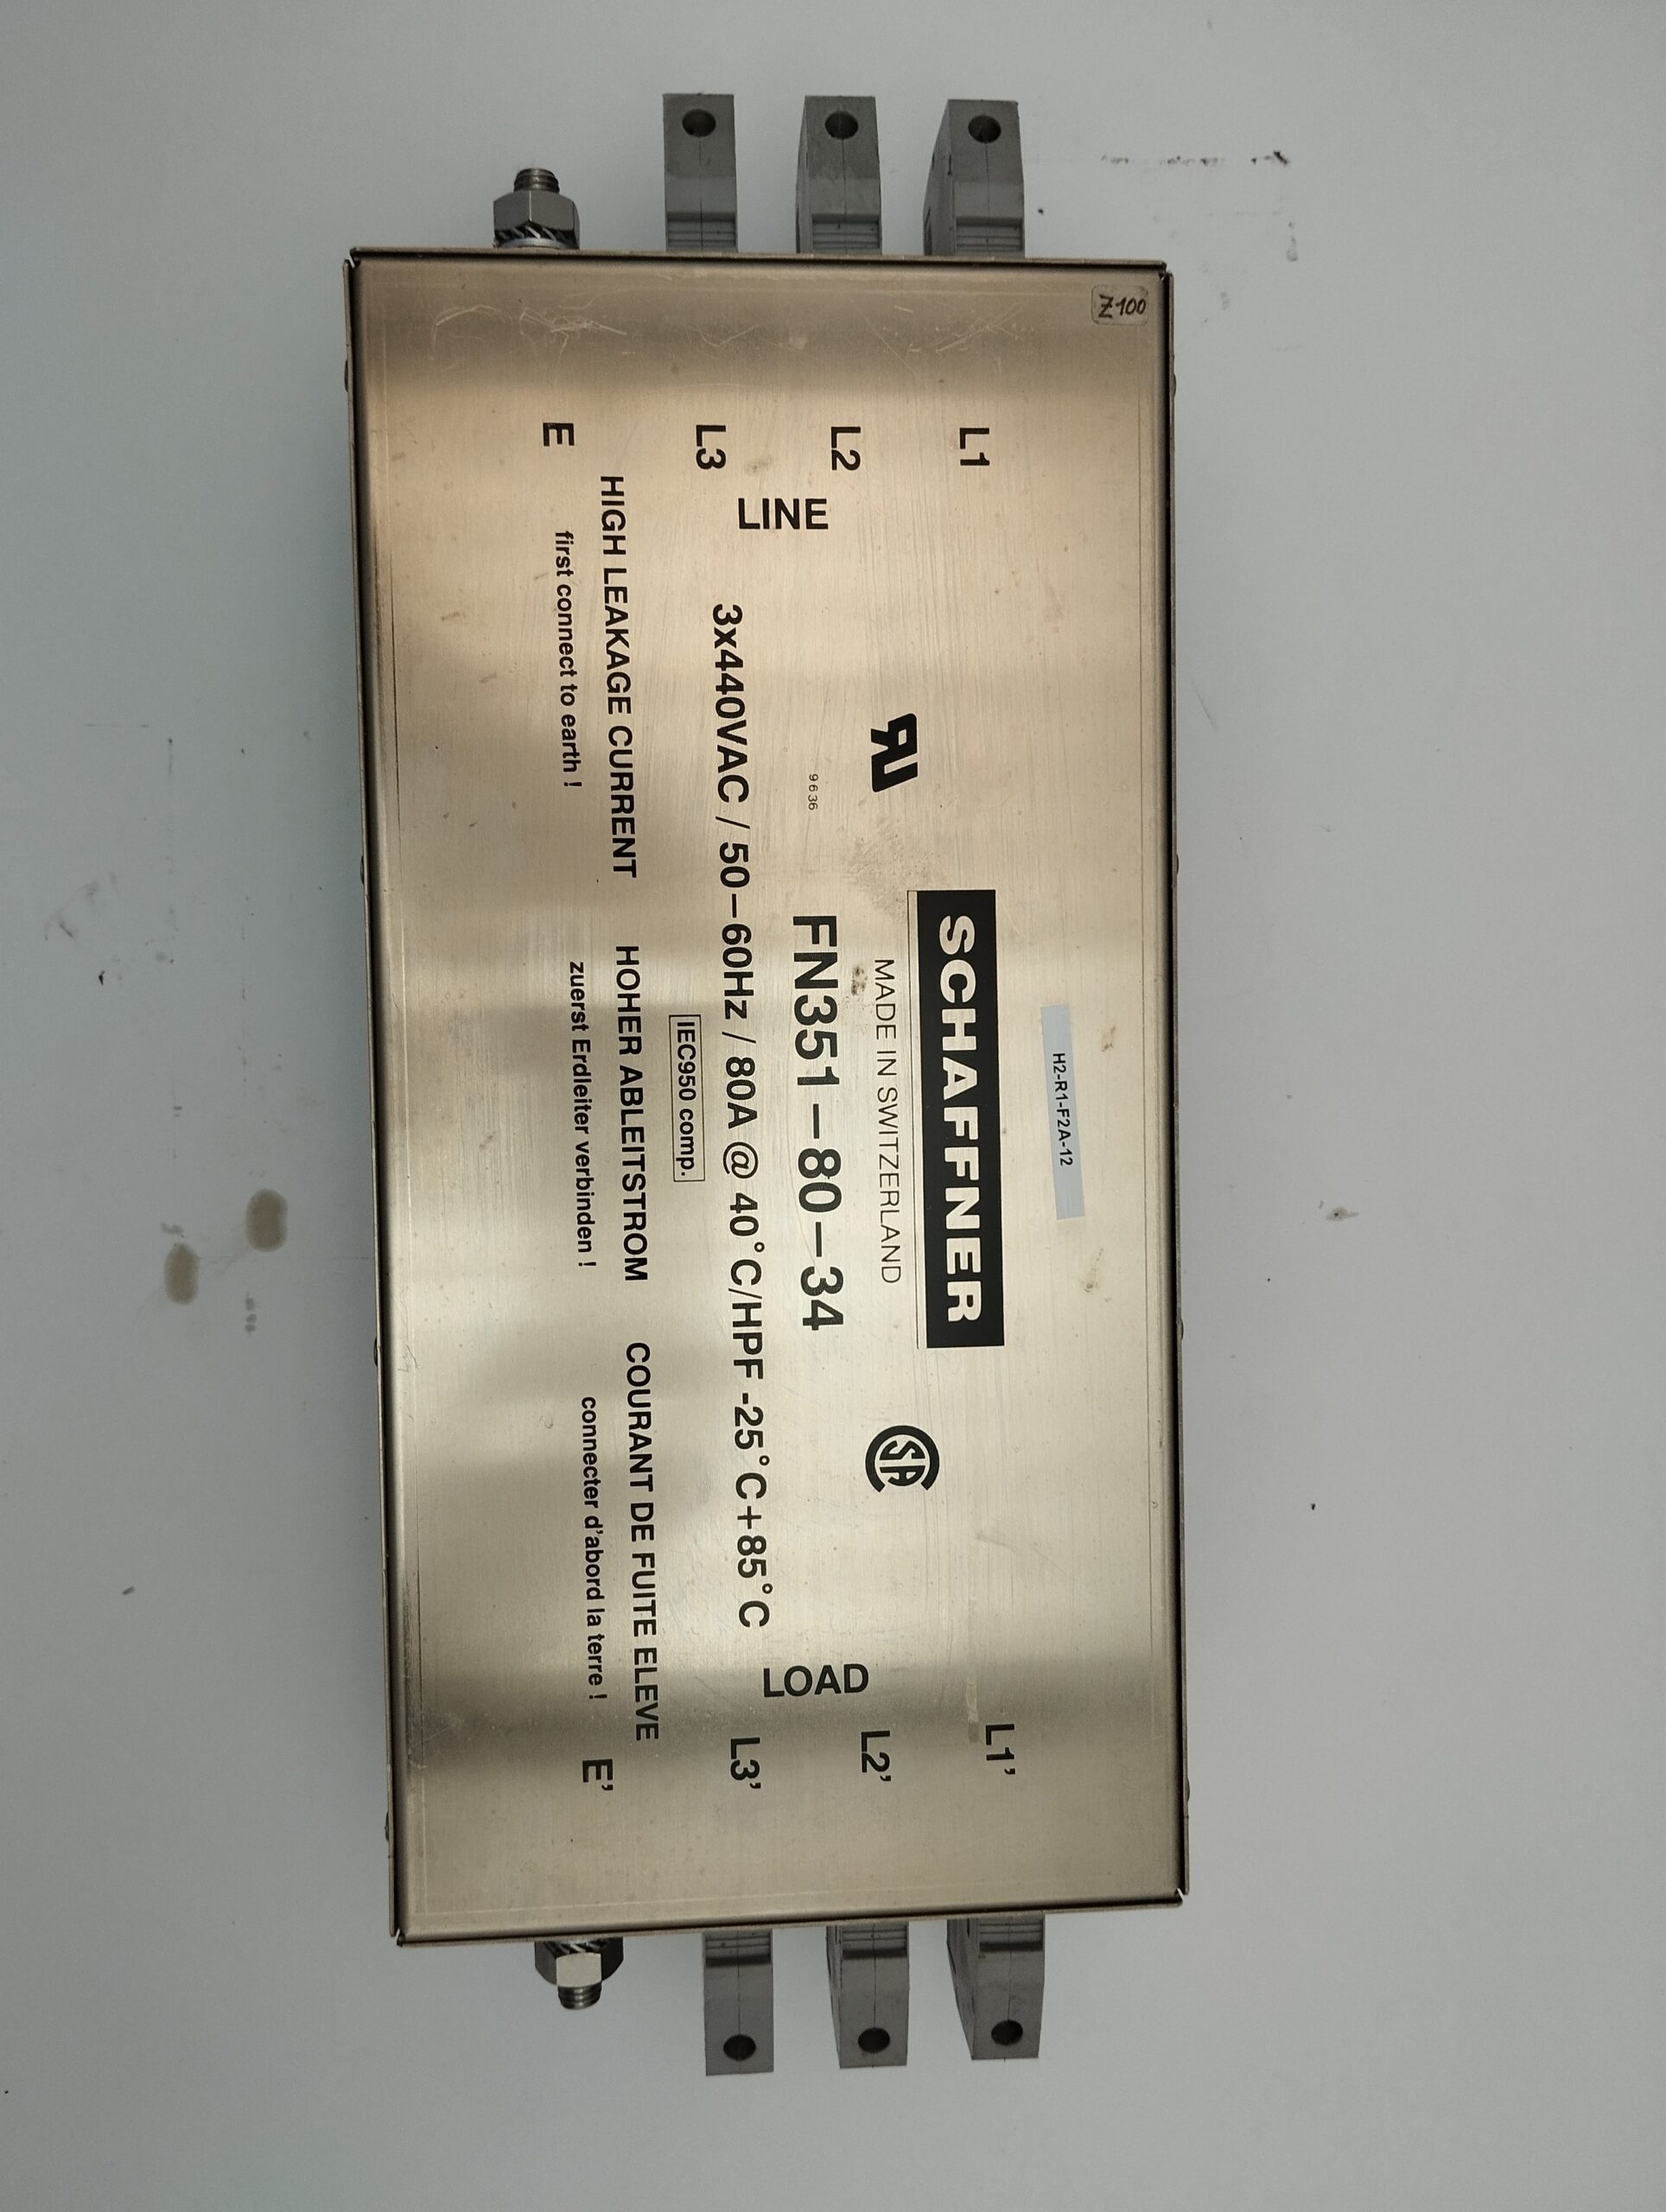 Z100
H2-R1-F2A-12
SCHAFFNER
MADE IN SWITZERLAND
L1
L1'
RU
SA
9636
FN351-80-34
L2
L2'
LINE
LOAD
3x440VAC / 50-60Hz / 80A @ 40°C/HPF -25°C+85°C
L3
L3'
IEC950 comp.
HIGH LEAKAGE CURRENT HOHER ABLEITSTROM COURANT DE FUITE ELEVE
E first connect to earth ! zuerst Erdleiter verbinden ! connecter d'abord la terre ! E'